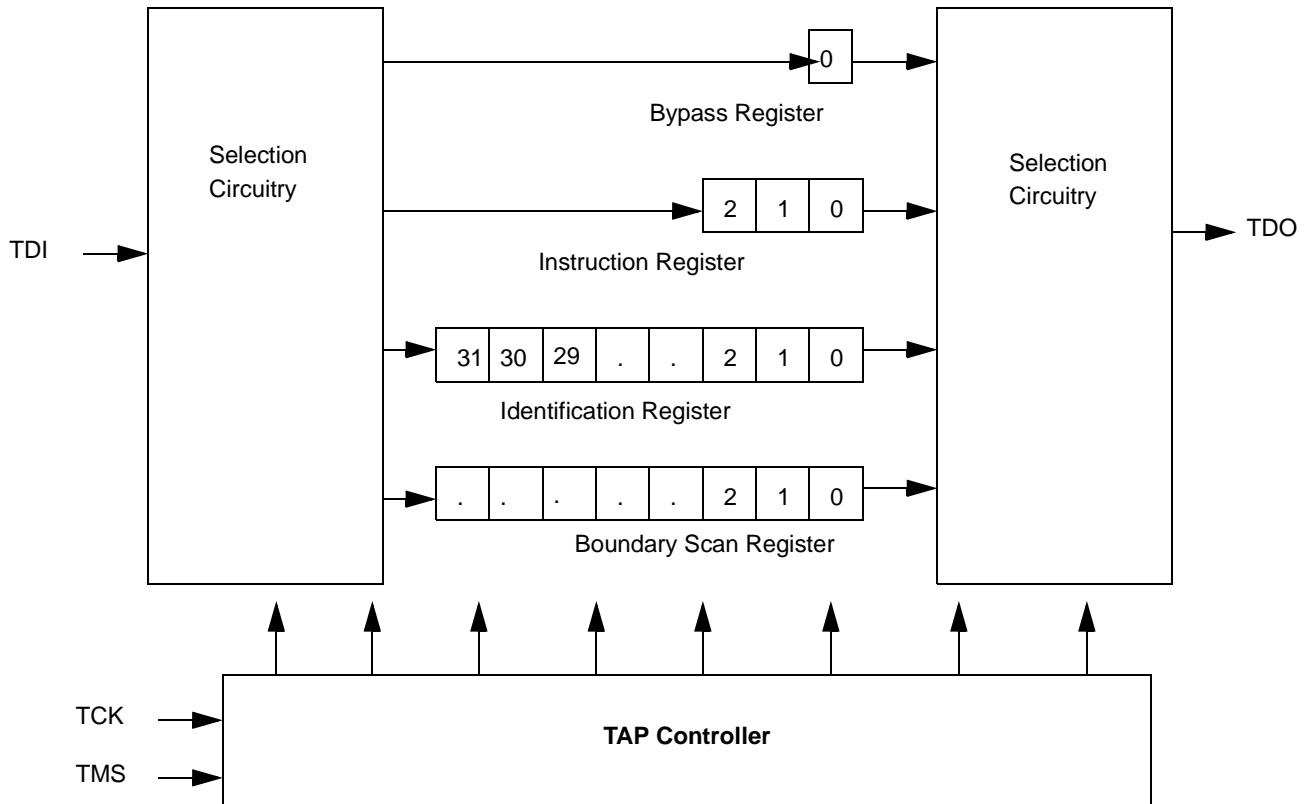 0
Bypass Register
Selection
Circuitry
Selection
Circuitry
2 1 0
Instruction Register
TDI
TDO
31 30 29 . . 2 1 0
Identification Register
. . . . . 2 1 0
Boundary Scan Register
TCK
TMS
TAP Controller